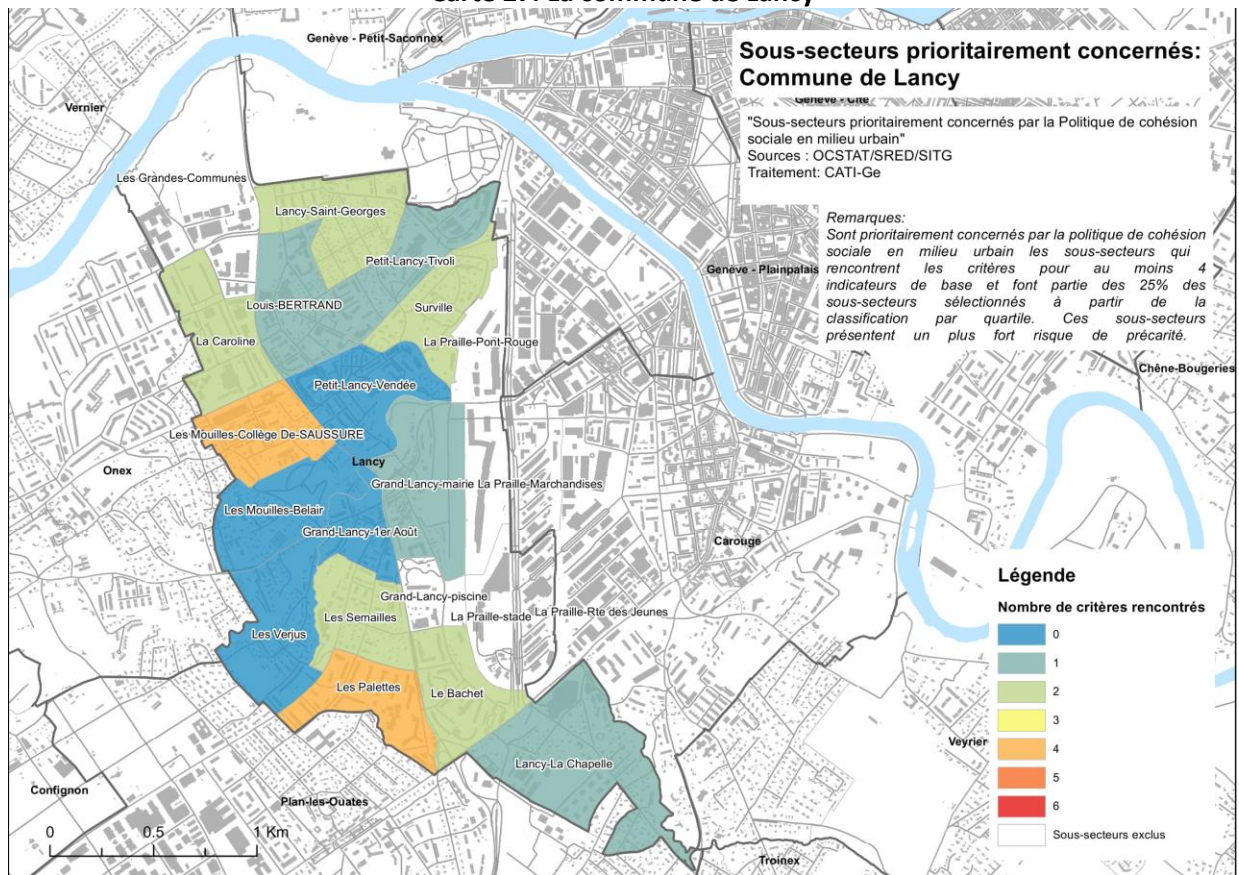 Carte 27: La commune de Lancy
Sous-secteurs prioritairement concernés:
Commune de Lancy
Genève - Cité
"Sous-secteurs prioritairement concernés par la Politique de cohésion
sociale en milieu urbain"
Sources : OCSTAT/SRED/SITG
Traitement: CATI-Ge
Remarques:
Sont prioritairement concernés par la politique de cohésion
sociale en milieu urbain les sous-secteurs qui
rencontrent les critères pour au moins 4
indicateurs de base et font partie des 25% des
sous-secteurs sélectionnés à partir de la
classification par quartile. Ces sous-secteurs
présentent un plus fort risque de précarité.
Genève - Petit-Saconnex
Vernier
Les Grandes-Communes
Lancy-Saint-Georges
Petit-Lancy-Tivoli
Genève - Plainpalais
Louis-BERTRAND
Surville
La Caroline
La Praille-Pont-Rouge
Chêne-Bougeries
Petit-Lancy-Vendée
Les Mouilles-Collège De-SAUSSURE
Onex
Lancy
Grand-Lancy-mairie
La Praille-Marchandises
Les Mouilles-Belair
Grand-Lancy-1er Août
Carouge
Grand-Lancy-piscine
Les Semailles
La Praille-stade
La Praille-Rte des Jeunes
Les Verjus
Les Palettes
Le Bachet
Veyrier
Lancy-La Chapelle
Confignon
Plan-les-Ouates
Troinex
0 0.5 1 Km
Légende
Nombre de critères rencontrés
0
1
2
3
4
5
6
Sous-secteurs exclus